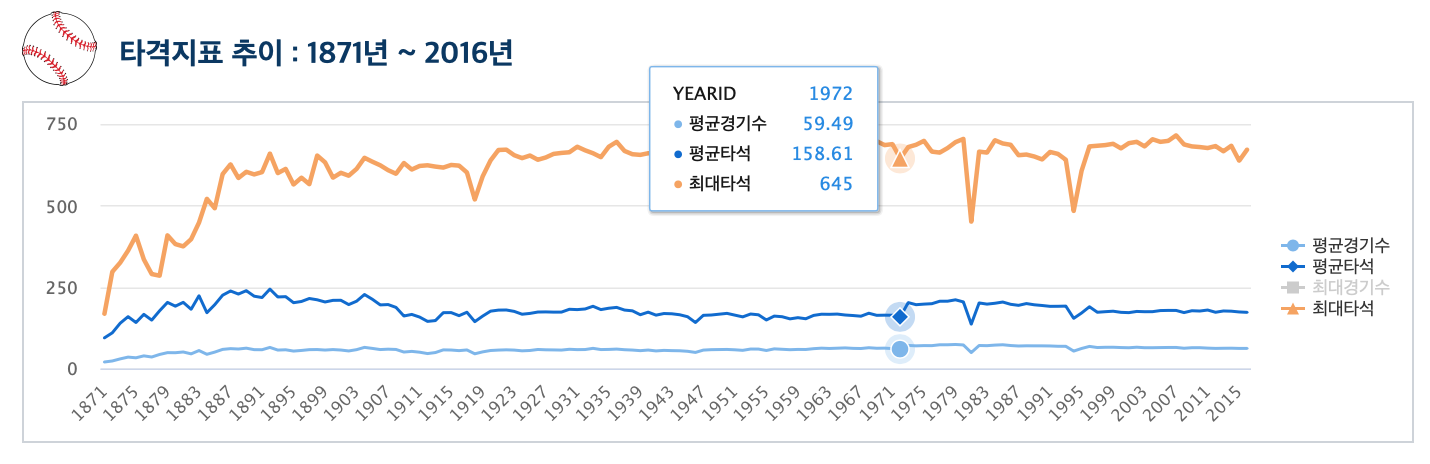 타격지표 추이 : 1871년 ~ 2016년
YEARID 1972
평균경기수 59.49
평균타석 158.61
최대타석 645
750
500
250
0
1871 1875 1879 1883 1887 1891 1895 1899 1903 1907 1911 1915 1919 1923 1927 1931 1935 1939 1943 1947 1951 1955 1959 1963 1967 1971 1975 1979 1983 1987 1991 1995 1999 2003 2007 2011 2015
평균경기수
평균타석
최대경기수
최대타석